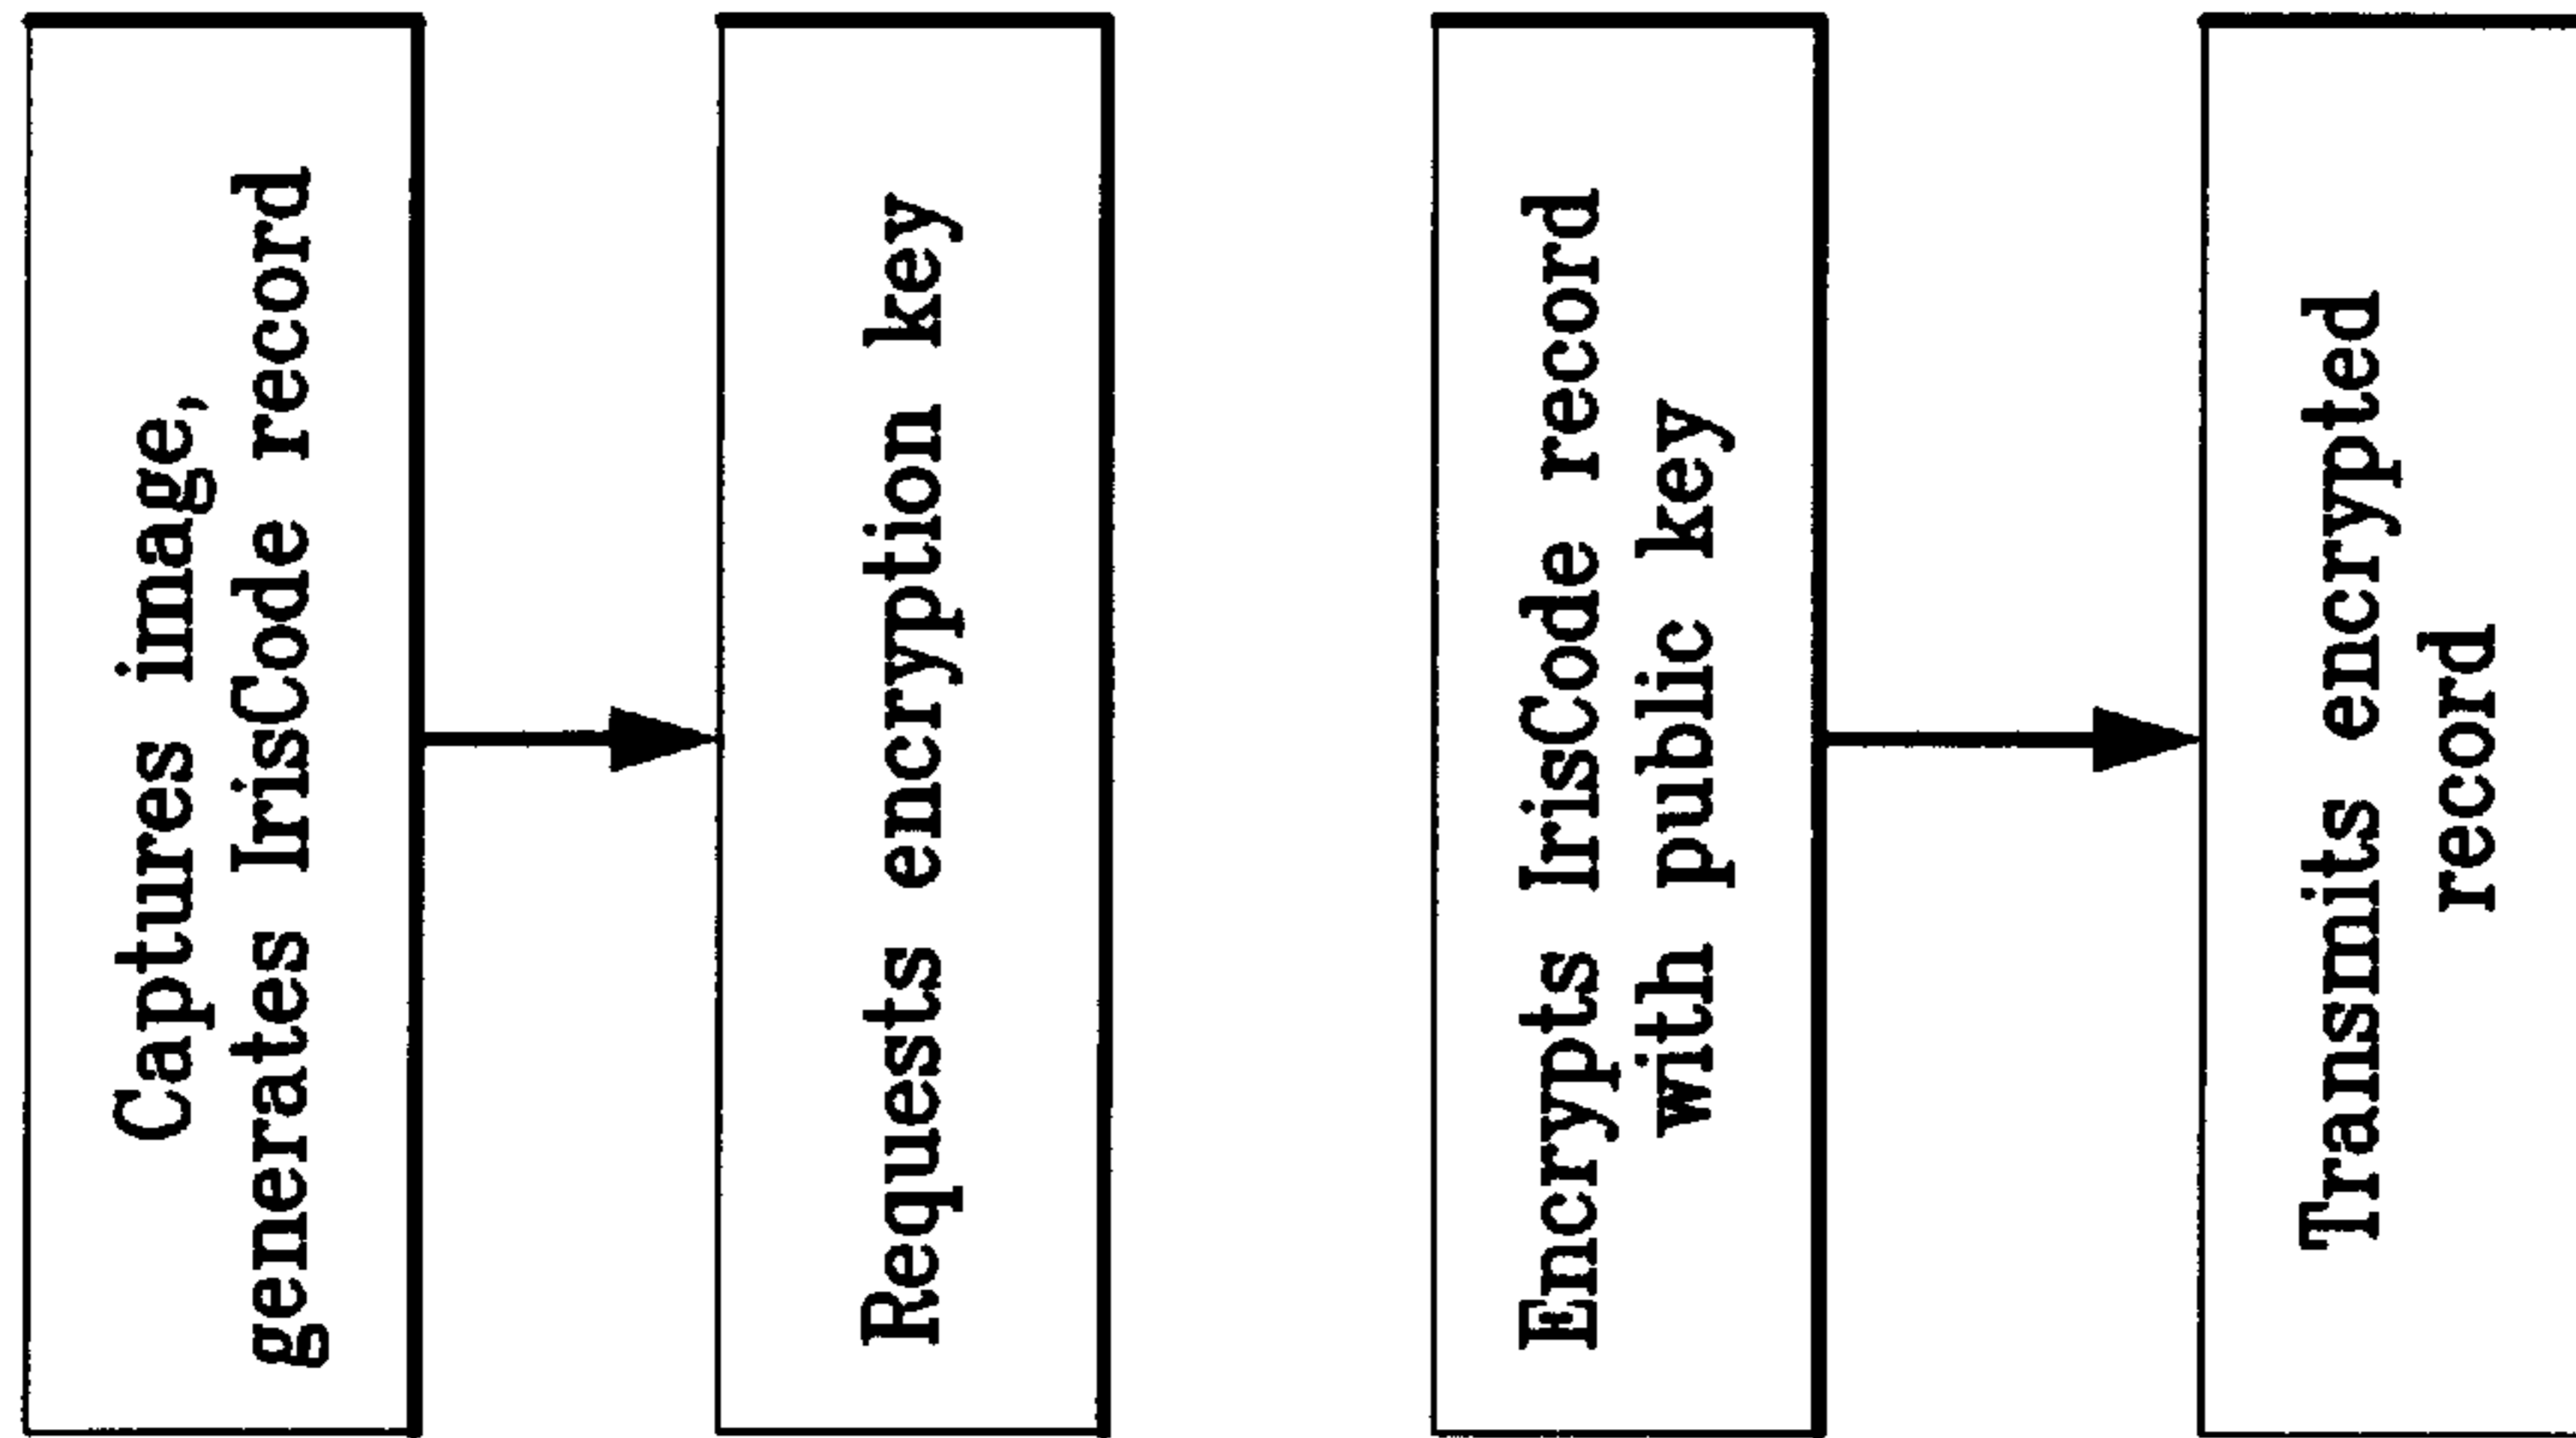 Captures image,
generates IrisCode record
Requests encryption key
Encrypts IrisCode record
with public key
Transmits encrypted
record